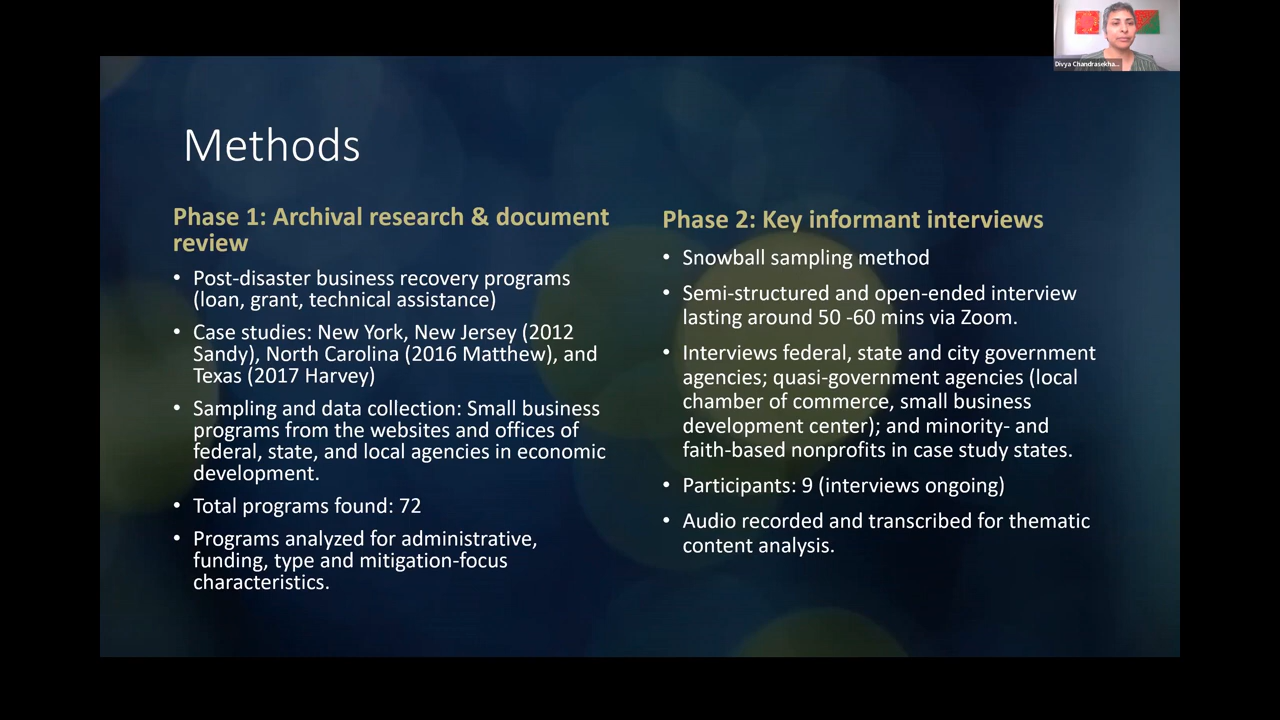 Divya Chandrasekha...
Methods
Phase 1: Archival research & document
review
• Post-disaster business recovery programs
(loan, grant, technical assistance)
• Case studies: New York, New Jersey (2012
Sandy), North Carolina (2016 Matthew), and
Texas (2017 Harvey)
• Sampling and data collection: Small business
programs from the websites and offices of
federal, state, and local agencies in economic
development.
• Total programs found: 72
• Programs analyzed for administrative,
funding, type and mitigation-focus
characteristics.
Phase 2: Key informant interviews
• Snowball sampling method
• Semi-structured and open-ended interview
lasting around 50 -60 mins via Zoom.
• Interviews federal, state and city government
agencies; quasi-government agencies (local
chamber of commerce, small business
development center); and minority- and
faith-based nonprofits in case study states.
• Participants: 9 (interviews ongoing)
• Audio recorded and transcribed for thematic
content analysis.